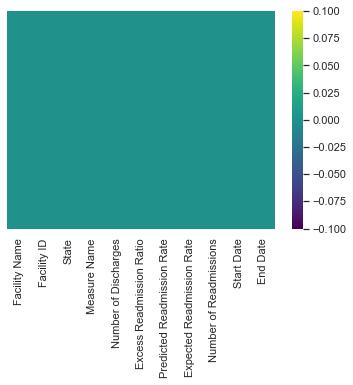 0.100
0.075
0.050
0.025
0.000
−0.025
−0.050
−0.075
−0.100
Facility Name
Facility ID
State
Measure Name
Number of Discharges
Excess Readmission Ratio
Predicted Readmission Rate
Expected Readmission Rate
Number of Readmissions
Start Date
End Date